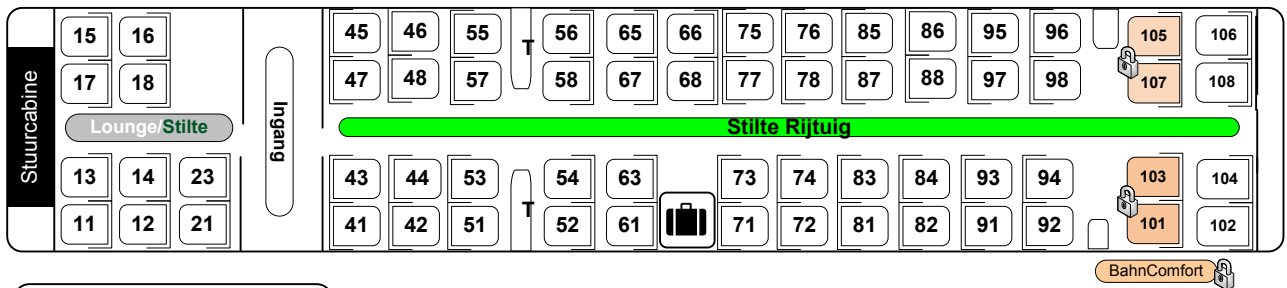 45 46 55 56 65 66 75 76 85 86 95 96 105 106
15 16
T
47 48 57 58 67 68 77 78 87 88 97 98 107 108
17 18
Stuurcabine
Lounge/Stilte
Ingang
Stilte Rijtuig
13 14 23 43 44 53 54 63 73 74 83 84 93 94 103 104
T
11 12 21 41 42 51 52 61 71 72 81 82 91 92 101 102
BahnComfort